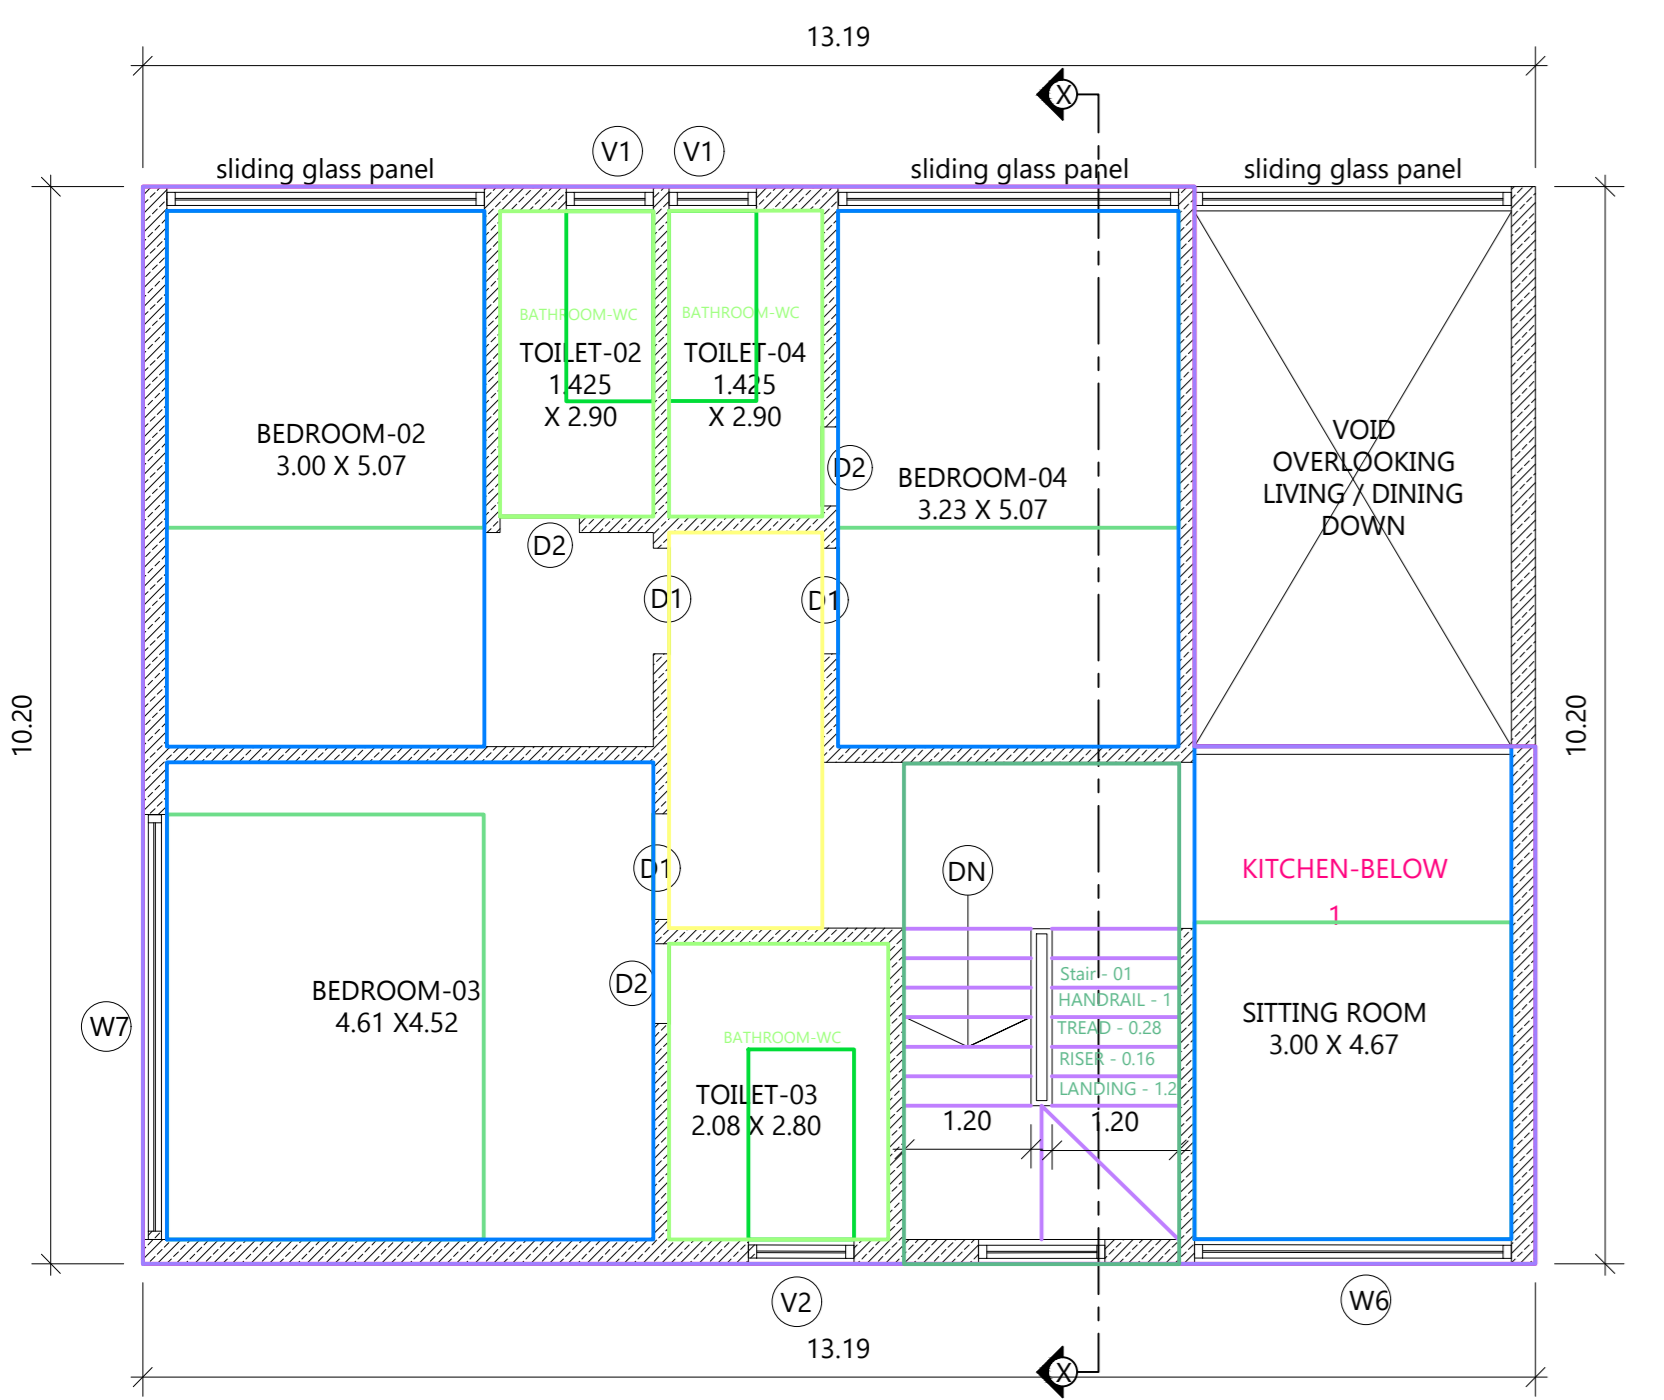 13.19
X
V1
V1
sliding glass panel
sliding glass panel
sliding glass panel
BATHROOM-WC
BATHROOM-WC
TOILET-02
1.425
X 2.90
TOILET-04
1.425
X 2.90
BEDROOM-02
3.00 X 5.07
D2
BEDROOM-04
3.23 X 5.07
VOID
OVERLOOKING
LIVING / DINING
DOWN
D2
D1
D1
10.20
10.20
D1
DN
KITCHEN-BELOW
1
BEDROOM-03
4.61 X4.52
D2
W7
Stair - 01
HANDRAIL - 1
TREAD - 0.28
RISER - 0.16
LANDING - 1.2
SITTING ROOM
3.00 X 4.67
BATHROOM-WC
TOILET-03
2.08 X 2.80
1.20
1.20
V2
W6
13.19
X